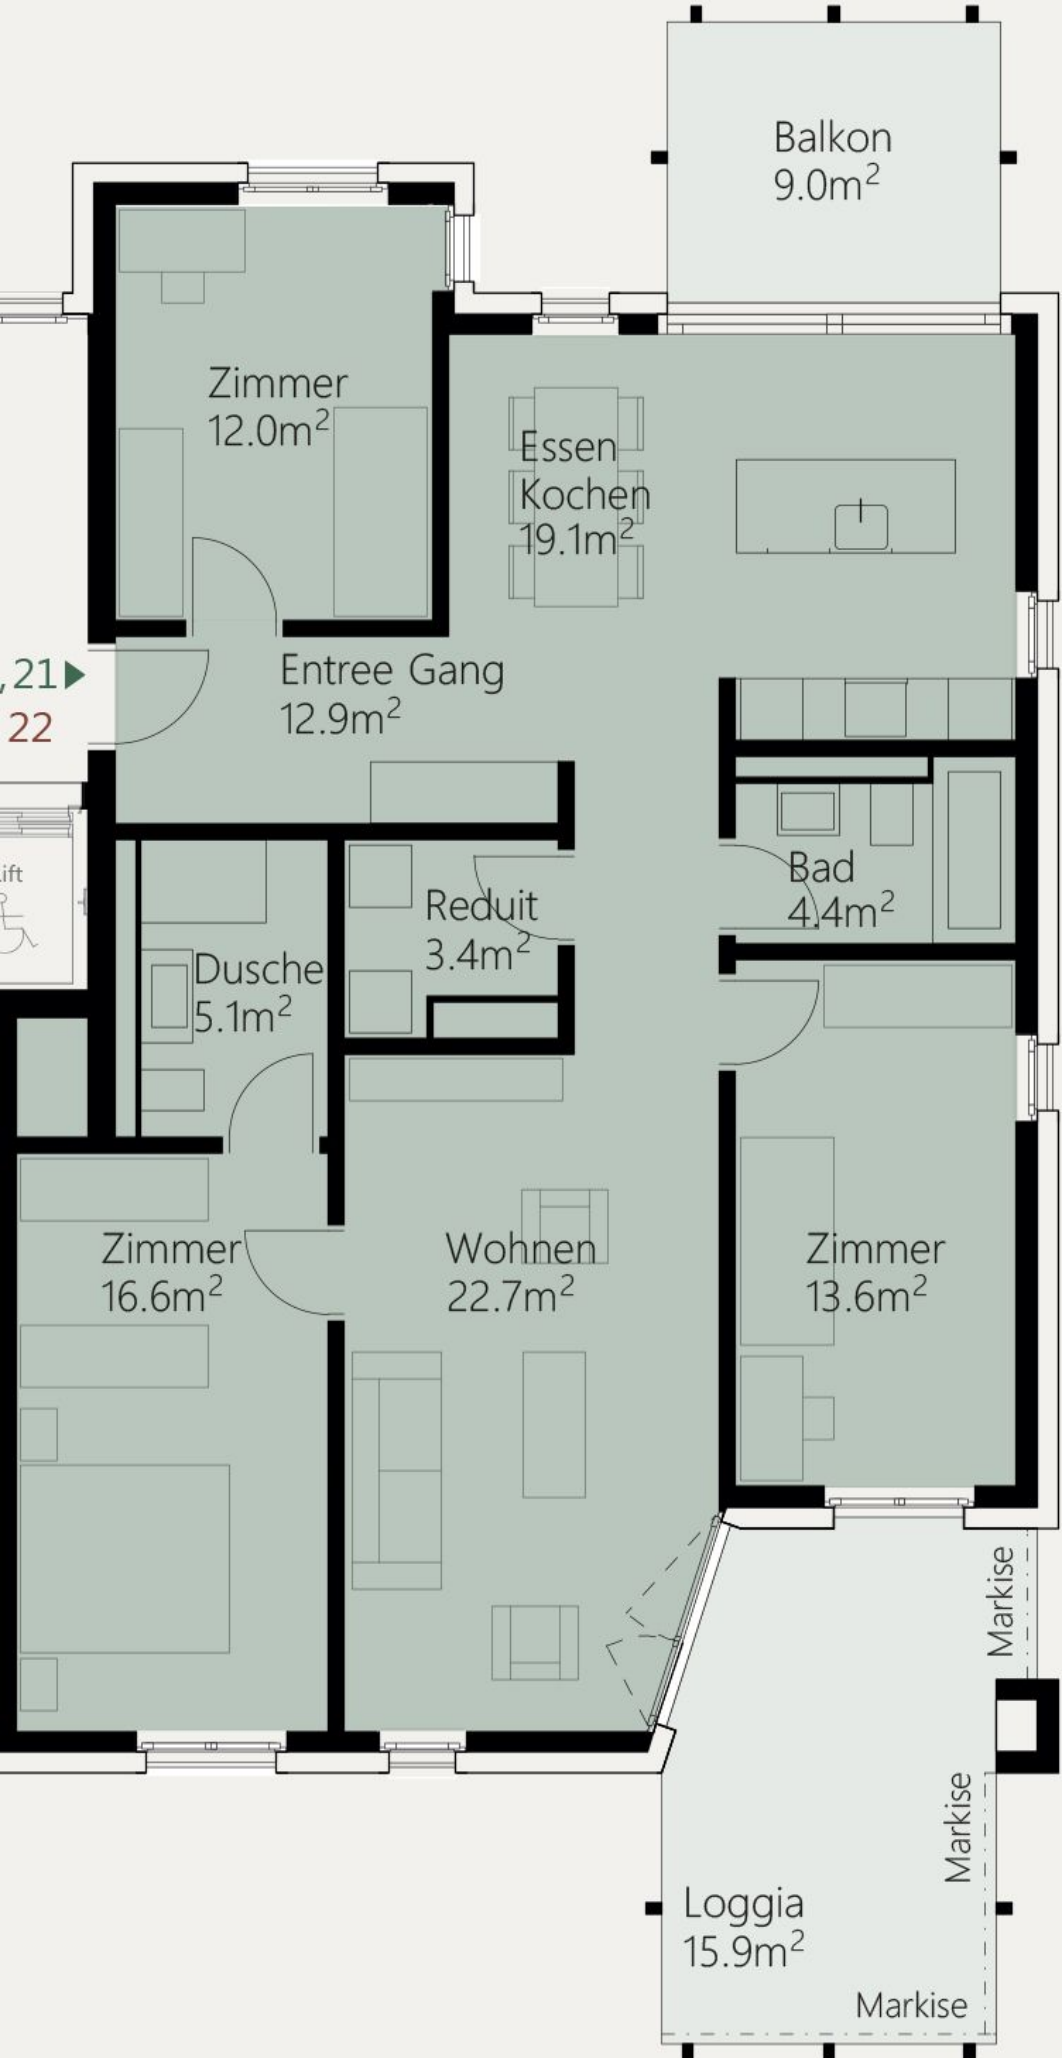 Balkon
9.0m²
Zimmer
12.0m²
Essen
Kochen
19.1m²
,21
22
Entree Gang
12.9m²
Bad
4.4m²
Reduit
3.4m²
Dusche
5.1m²
Zimmer
16.6m²
Wohnen
22.7m²
Zimmer
13.6m²
Markise
Markise
Loggia
15.9m²
Markise